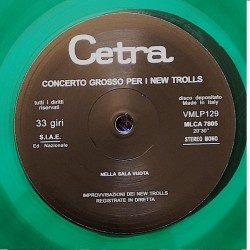 Cetra
CONCERTO GROSSO PER I NEW TROLLS
tutti i diritti
riservati
disco depositato
Made in Italy
33 giri
VMLP129
MLCA 7805
20'30"
S.I.A.E.
Ed. Nazionale
STEREO MONO
NELLA SALA VUOTA
IMPROVVISAZIONI DEI NEW TROLLS
REGISTRATE IN DIRETTA